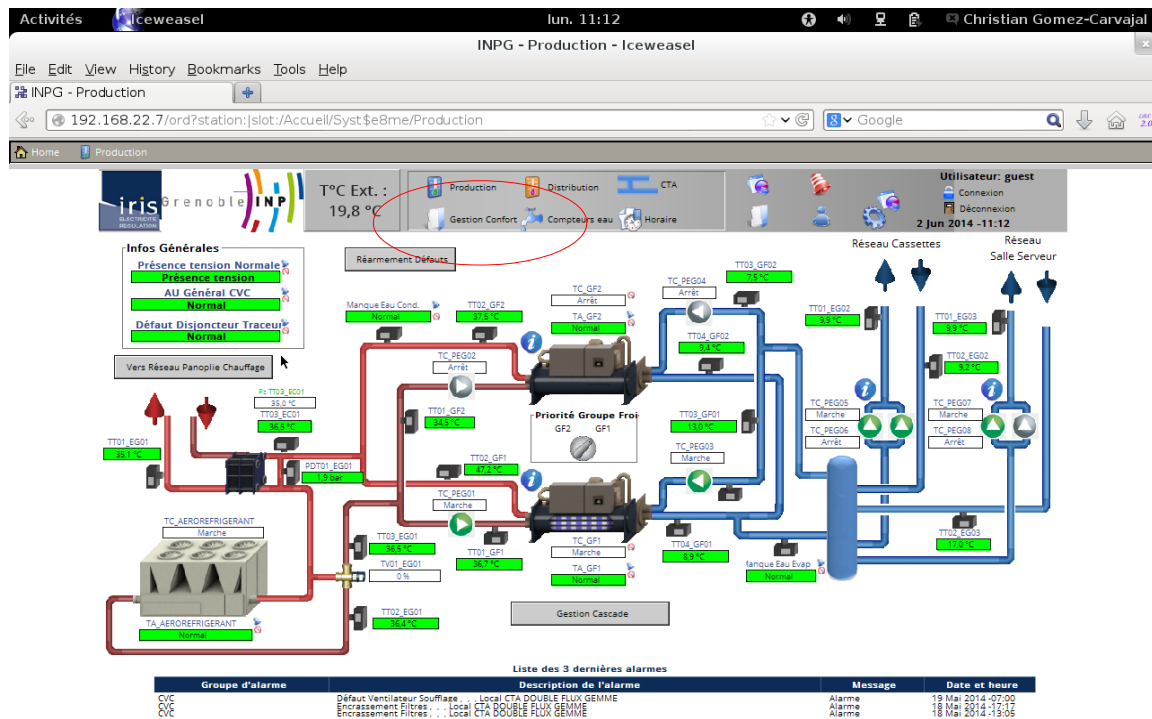 Activités Iceweasel lun. 11:12 Christian Gomez-Carvajal
INPG - Production - Iceweasel
File Edit View History Bookmarks Tools Help
INPG - Production
192.168.22.7/ord?station:|slot:/Accueil/Syst$e8me/Production Google
Home Production
iris Grenoble INP
ELECTRICITE
REGULATION
T°C Ext. :
19,8 °C
Production Distribution CTA
Gestion Confort Compteurs eau Horaire
Utilisateur: guest
Connexion
Déconnexion
2 Jun 2014 -11:12
Infos Générales
Présence tension Normale
Présence tension
AU Général CVC
Normal
Défaut Disjoncteur Traceur
Normal
Réarmement Défauts
Vers Réseau Panoplie Chauffage
Réseau Cassettes
Réseau
Salle Serveur
Manque Eau Cond.
Normal
TT02_GF2
37,5 °C
TC_GF2
Arrêt
TA_GF2
Normal
TC_PEG04
Arrêt
TT03_GF02
7,5 °C
TT04_GF02
9,4 °C
TT01_EG02
9,9 °C
TT01_EG03
9,9 °C
TT02_EG02
9,2 °C
TC_PEG02
Arrêt
TT01_GF2
34,5 °C
Priorité Groupe Froi
GF2 GF1
TT03_GF01
13,0 °C
TC_PEG03
Marche
TC_PEG05
Marche
TC_PEG06
Arrêt
TC_PEG07
Marche
TC_PEG08
Arrêt
Pc TT03_EC01
35,0 °C
TT03_EC01
36,5 °C
TT01_EG01
35,1 °C
PDT01_EG01
1,9 bar
TT02_GF1
47,2 °C
TC_PEG01
Marche
TT01_GF1
36,7 °C
TC_GF1
Marche
TA_GF1
Normal
TT04_GF01
8,9 °C
Manque Eau Evap
Normal
TT02_EG03
17,0 °C
TC_AEROREFRIGERANT
Marche
TT03_EG01
36,5 °C
TV01_EG01
0 %
TT02_EG01
36,4 °C
TA_AEROREFRIGERANT
Normal
Gestion Cascade
Liste des 3 dernières alarmes
Groupe d'alarme Description de l'alarme Message Date et heure
CVC Défaut Ventilateur Soufflage , , , Local CTA DOUBLE FLUX GEMME Alarme 19 Mai 2014 -07:00
CVC Encrassement Filtres , , , Local CTA DOUBLE FLUX GEMME Alarme 18 Mai 2014 -17:17
CVC Encrassement Filtres , , , Local CTA DOUBLE FLUX GEMME Alarme 18 Mai 2014 -13:05